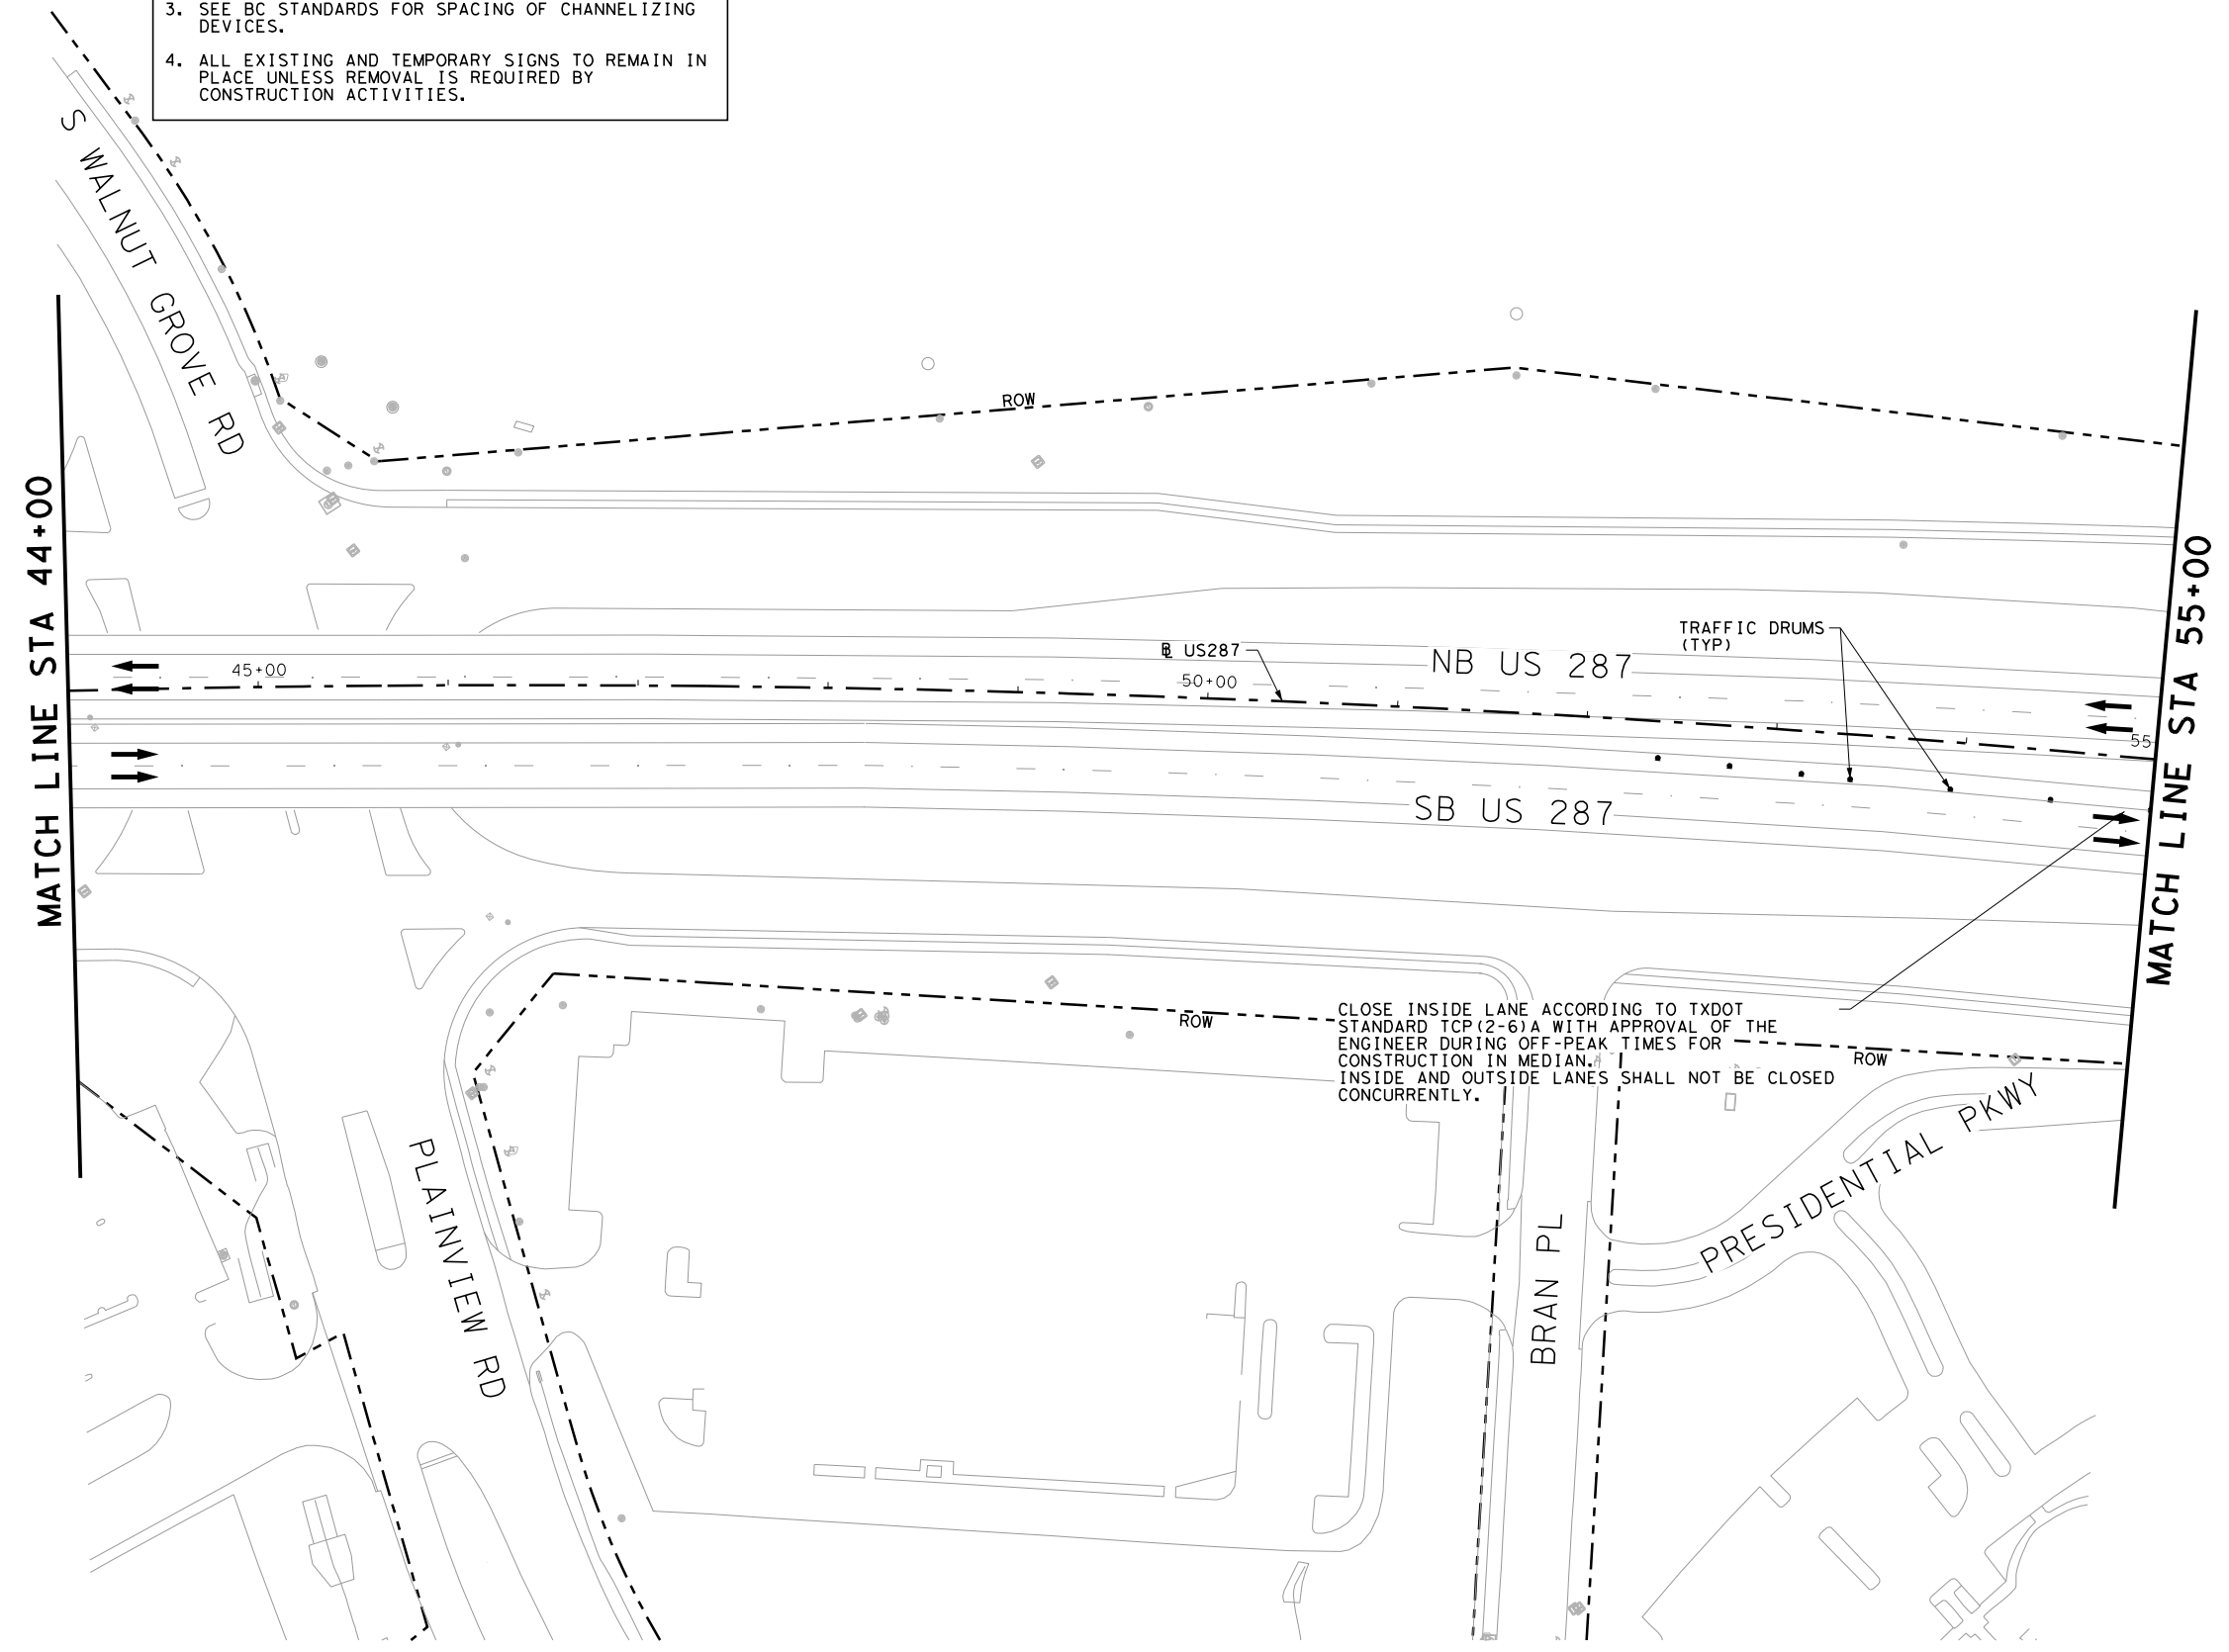 3. SEE BC STANDARDS FOR SPACING OF CHANNELIZING
DEVICES.
4. ALL EXISTING AND TEMPORARY SIGNS TO REMAIN IN
PLACE UNLESS REMOVAL IS REQUIRED BY
CONSTRUCTION ACTIVITIES.
S WALNUT GROVE RD
ROW
MATCH LINE STA 44+00
MATCH LINE STA 55+00
TRAFFIC DRUMS
(TYP)
BL US287
NB US 287
45+00
50+00
55
SB US 287
CLOSE INSIDE LANE ACCORDING TO TXDOT
STANDARD TCP(2-6)A WITH APPROVAL OF THE
ENGINEER DURING OFF-PEAK TIMES FOR
CONSTRUCTION IN MEDIAN.
INSIDE AND OUTSIDE LANES SHALL NOT BE CLOSED
CONCURRENTLY.
ROW
ROW
PRESIDENTIAL PKWY
PLAINVIEW RD
BRAN PL